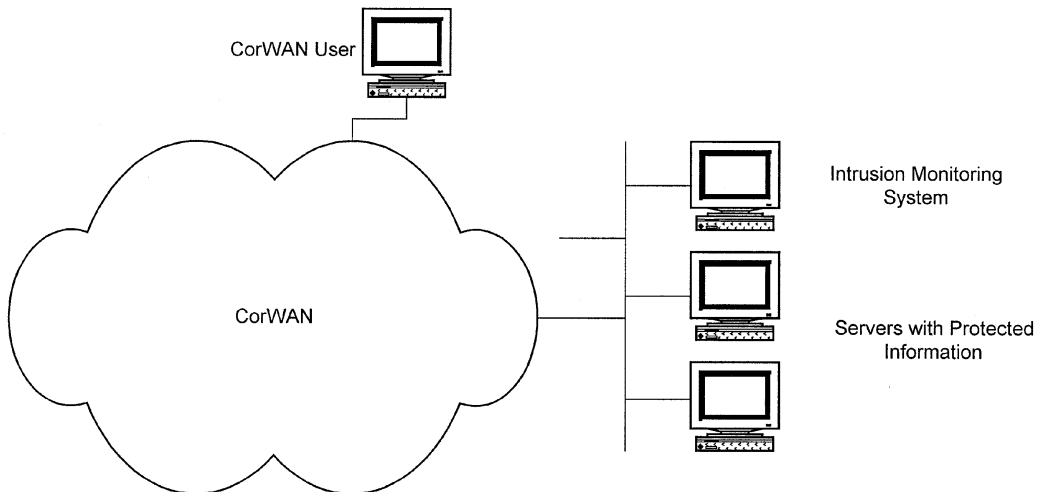 CorWAN User
Intrusion Monitoring
System
CorWAN
Servers with Protected
Information